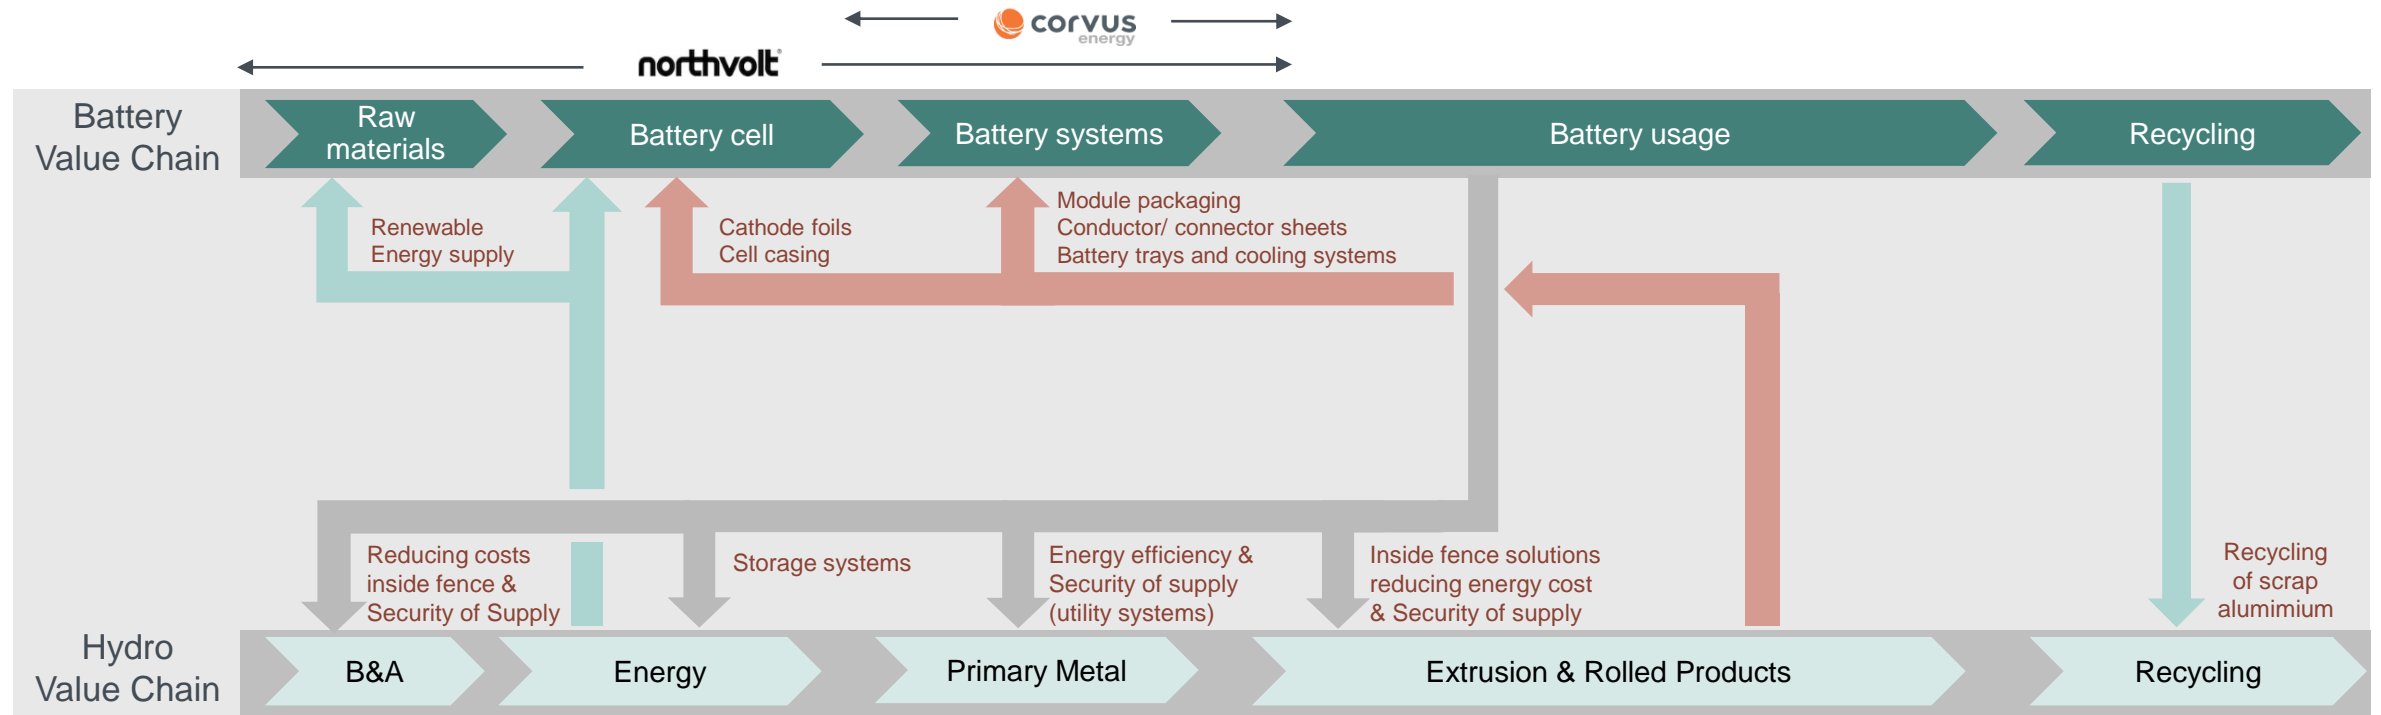 corvus
energy
northvolt
Battery
Value Chain
Raw
materials
Battery cell
Battery systems
Battery usage
Recycling
Renewable
Energy supply
Cathode foils
Cell casing
Module packaging
Conductor/ connector sheets
Battery trays and cooling systems
Reducing costs
inside fence &
Security of Supply
Storage systems
Energy efficiency &
Security of supply
(utility systems)
Inside fence solutions
reducing energy cost
& Security of supply
Recycling
of scrap
alumimium
Hydro
Value Chain
B&A
Energy
Primary Metal
Extrusion & Rolled Products
Recycling